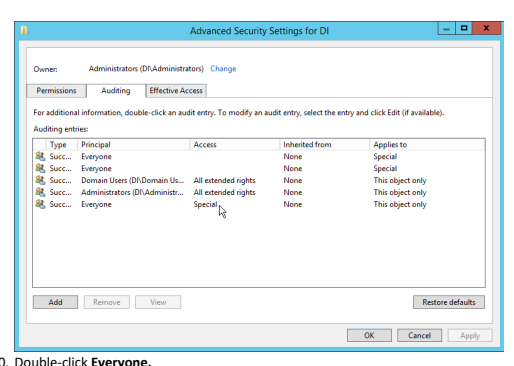 Advanced Security Settings for DI
Owner: Administrators (DI\Administrators) Change
Permissions Auditing Effective Access
For additional information, double-click an audit entry. To modify an audit entry, select the entry and click Edit (if available).
Auditing entries:
Type Principal Access Inherited from Applies to
Succ... Everyone None Special
Succ... Everyone None Special
Succ... Domain Users (DI\Domain Us... All extended rights None This object only
Succ... Administrators (DI\Administr... All extended rights None This object only
Succ... Everyone Special None This object only
Add Remove View Restore defaults
OK Cancel Apply
0. Double-click Everyone.